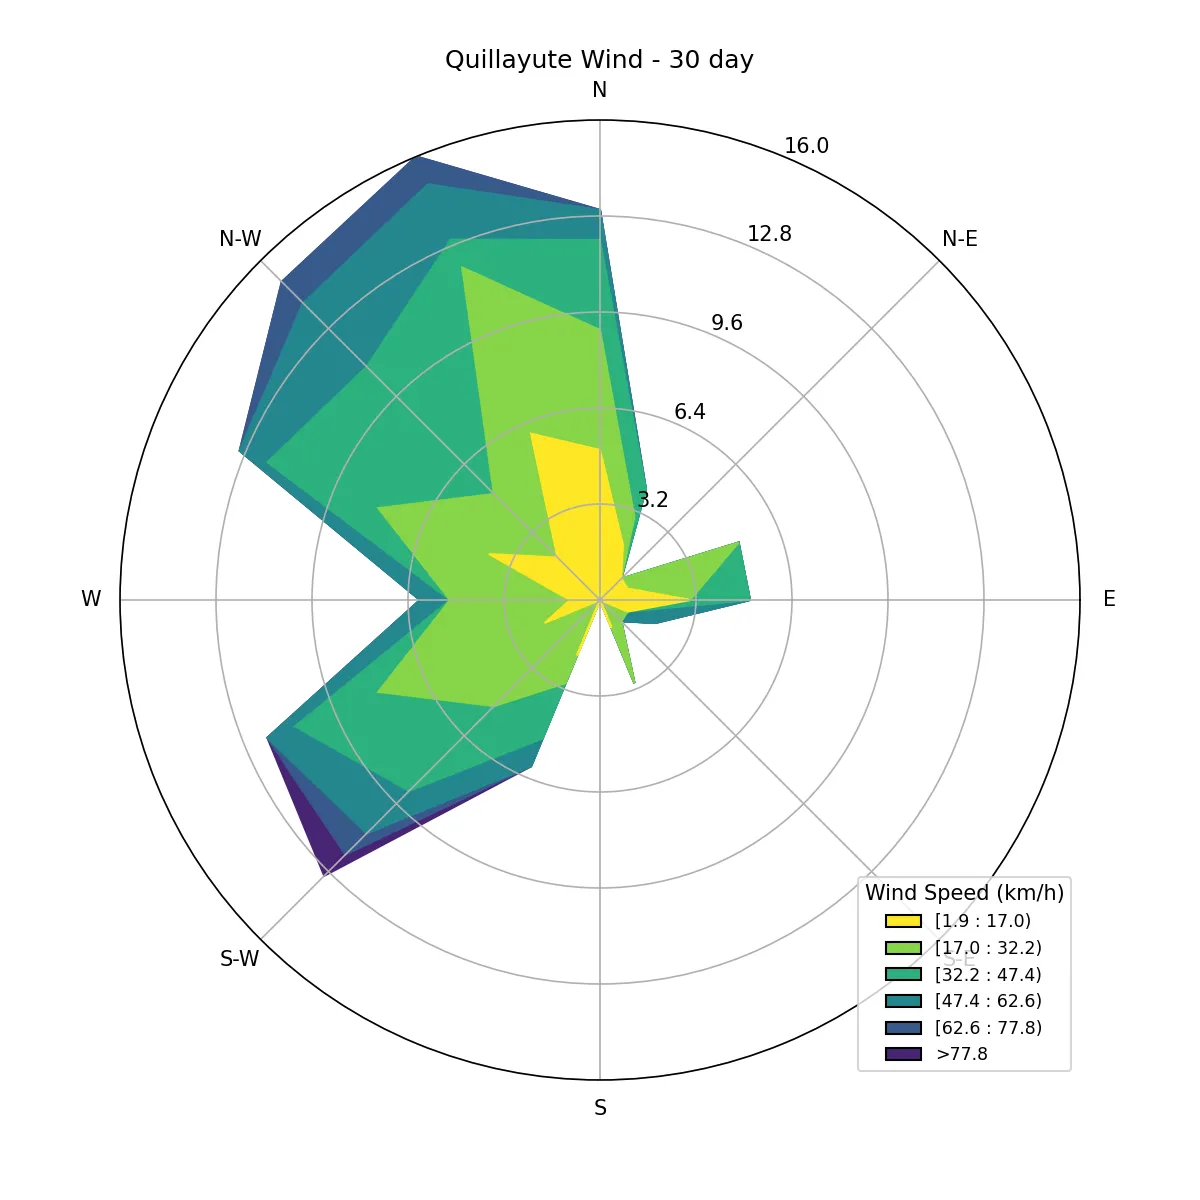 Quillayute Wind - 30 day
N
16.0
N-W
12.8
N-E
9.6
6.4
3.2
W
E
S-W
S-E
S
Wind Speed (km/h)
[1.9 : 17.0)
[17.0 : 32.2)
[32.2 : 47.4)
[47.4 : 62.6)
[62.6 : 77.8)
>77.8